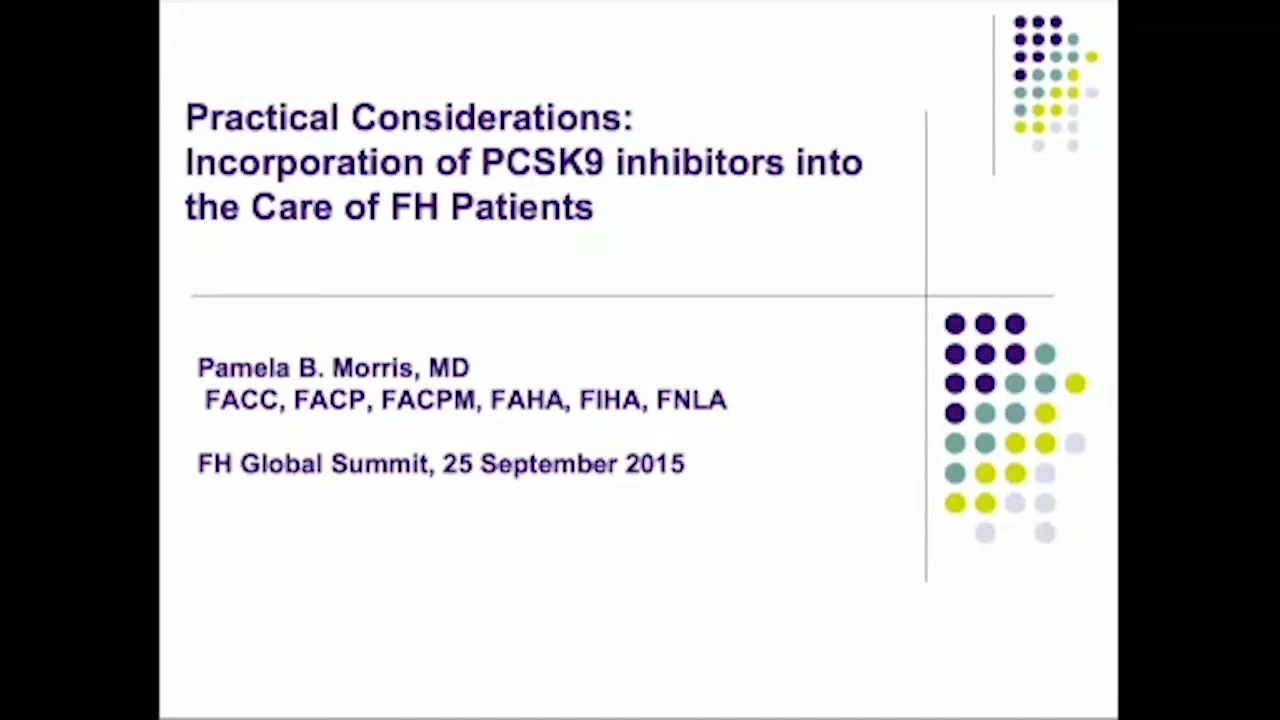 Practical Considerations:
Incorporation of PCSK9 inhibitors into
the Care of FH Patients
Pamela B. Morris, MD
FACC, FACP, FACPM, FAHA, FIHA, FNLA
FH Global Summit, 25 September 2015